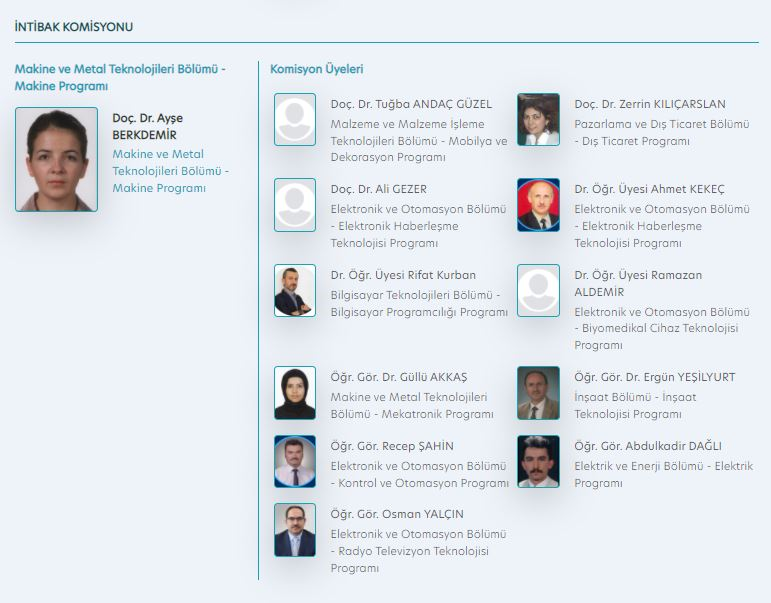 İNTİBAK KOMİSYONU
Makine ve Metal Teknolojileri Bölümü -
Makine Programı
Doç. Dr. Ayşe
BERKDEMİR
Makine ve Metal
Teknolojileri Bölümü -
Makine Programı
Komisyon Üyeleri
Doç. Dr. Tuğba ANDAÇ GÜZEL
Malzeme ve Malzeme İşleme
Teknolojileri Bölümü - Mobilya ve
Dekorasyon Programı
Doç. Dr. Zerrin KILIÇARSLAN
Pazarlama ve Dış Ticaret Bölümü
- Dış Ticaret Programı
Doç. Dr. Ali GEZER
Elektronik ve Otomasyon Bölümü
- Elektronik Haberleşme
Teknolojisi Programı
Dr. Öğr. Üyesi Ahmet KEKEÇ
Elektronik ve Otomasyon Bölümü
- Elektronik Haberleşme
Teknolojisi Programı
Dr. Öğr. Üyesi Rifat Kurban
Bilgisayar Teknolojileri Bölümü -
Bilgisayar Programcılığı Programı
Dr. Öğr. Üyesi Ramazan
ALDEMİR
Elektronik ve Otomasyon Bölümü
- Biyomedikal Cihaz Teknolojisi
Programı
Öğr. Gör. Dr. Güllü AKKAŞ
Makine ve Metal Teknolojileri
Bölümü - Mekatronik Programı
Öğr. Gör. Dr. Ergün YEŞİLYURT
İnşaat Bölümü - İnşaat
Teknolojisi Programı
Öğr. Gör. Recep ŞAHİN
Elektronik ve Otomasyon Bölümü
- Kontrol ve Otomasyon Programı
Öğr. Gör. Abdulkadir DAĞLI
Elektrik ve Enerji Bölümü - Elektrik
Programı
Öğr. Gör. Osman YALÇIN
Elektronik ve Otomasyon Bölümü
- Radyo Televizyon Teknolojisi
Programı